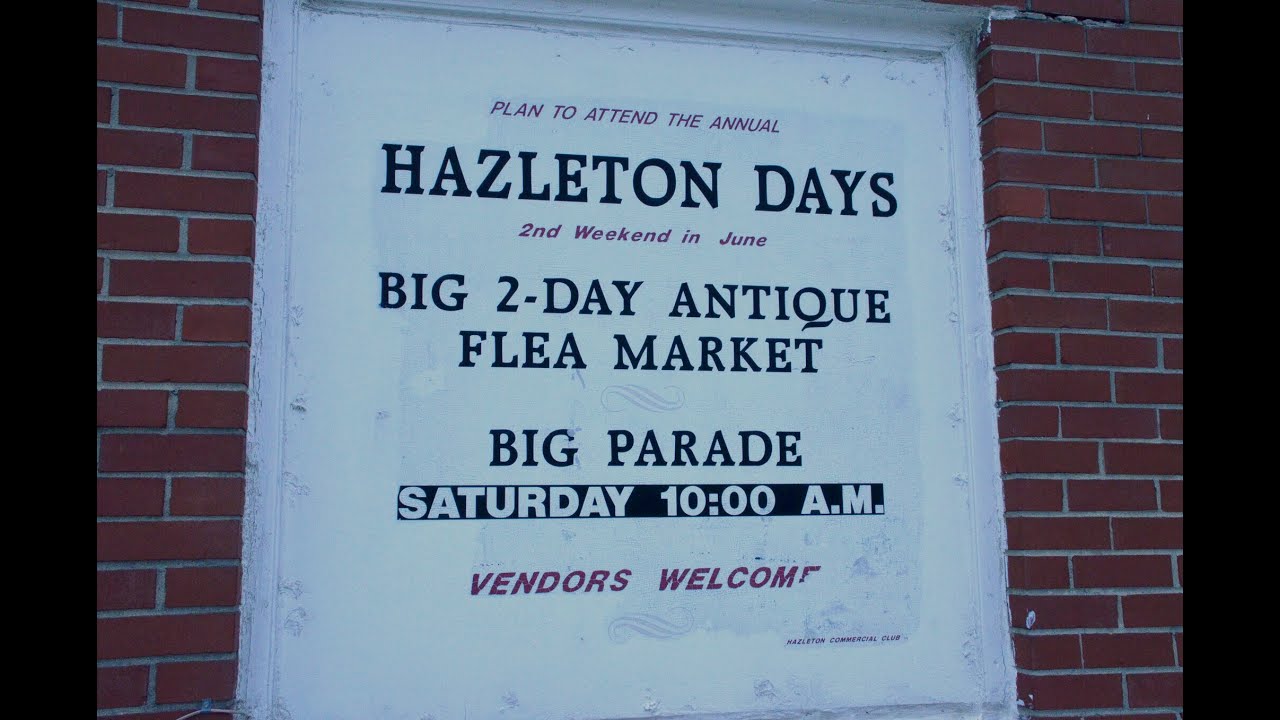 PLAN TO ATTEND THE ANNUAL
HAZLETON DAYS
2nd Weekend in June
BIG 2-DAY ANTIQUE
FLEA MARKET
BIG PARADE
SATURDAY 10:00 A.M.
VENDORS WELCOME
HAZLETON COMMERCIAL CLUB